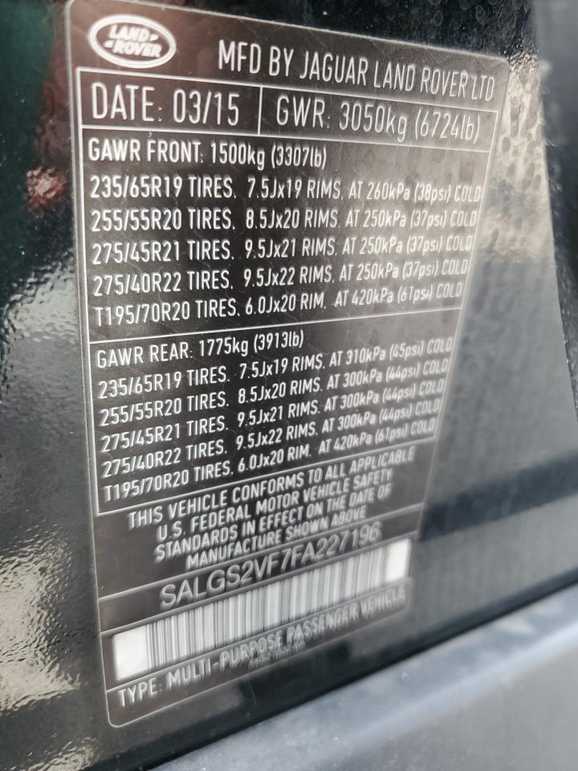 LAND
ROVER
MFD BY JAGUAR LAND ROVER LTD
DATE: 03/15 GWR: 3050kg (6724lb)
GAWR FRONT: 1500kg (3307lb)
235/65R19 TIRES, 7.5Jx19 RIMS, AT 260kPa (38psi) COLD
255/55R20 TIRES, 8.5Jx20 RIMS, AT 250kPa (37psi) COLD
275/45R21 TIRES, 9.5Jx21 RIMS, AT 250kPa (37psi) COLD
275/40R22 TIRES, 9.5Jx22 RIMS, AT 250kPa (37psi) COLD
T195/70R20 TIRES, 6.0Jx20 RIM, AT 420kPa (61psi) COLD
GAWR REAR: 1775kg (3913lb)
235/65R19 TIRES, 7.5Jx19 RIMS, AT 310kPa (45psi) COLD
255/55R20 TIRES, 8.5Jx20 RIMS, AT 300kPa (44psi) COLD
275/45R21 TIRES, 9.5Jx21 RIMS, AT 300kPa (44psi) COLD
275/40R22 TIRES, 9.5Jx22 RIMS, AT 300kPa (44psi) COLD
T195/70R20 TIRES, 6.0Jx20 RIM, AT 420kPa (61psi) COLD
THIS VEHICLE CONFORMS TO ALL APPLICABLE
U.S. FEDERAL MOTOR VEHICLE SAFETY
STANDARDS IN EFFECT ON THE DATE OF
MANUFACTURE SHOWN ABOVE
SALGS2VF7FA227196
TYPE: MULTI-PURPOSE PASSENGER VEHICLE